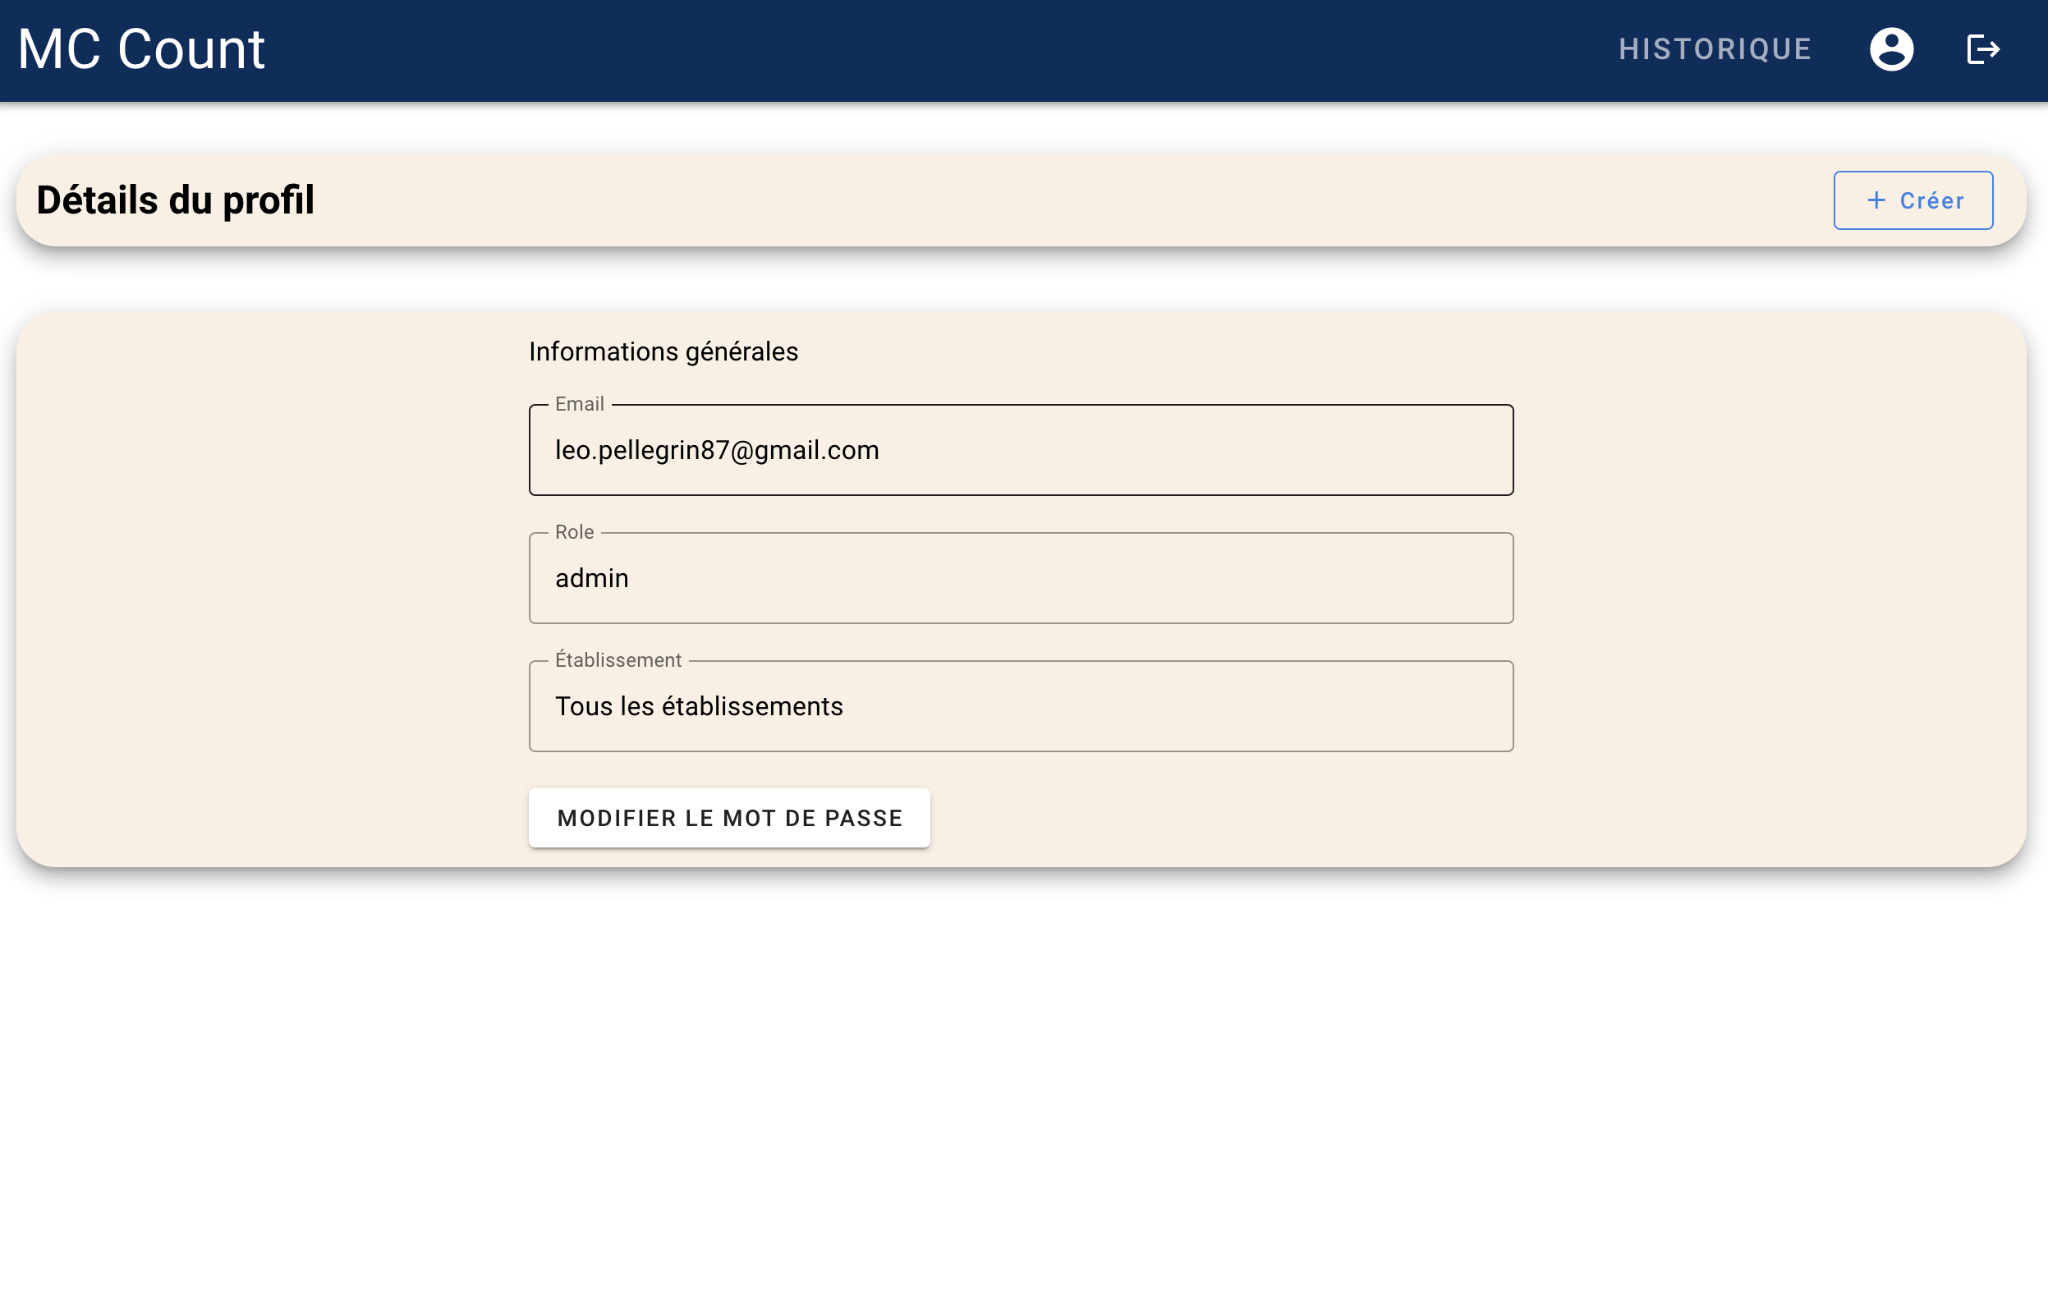 MC Count
HISTORIQUE
Détails du profil
+ Créer
Informations générales
Email
leo.pellegrin87@gmail.com
Role
admin
Établissement
Tous les établissements
MODIFIER LE MOT DE PASSE